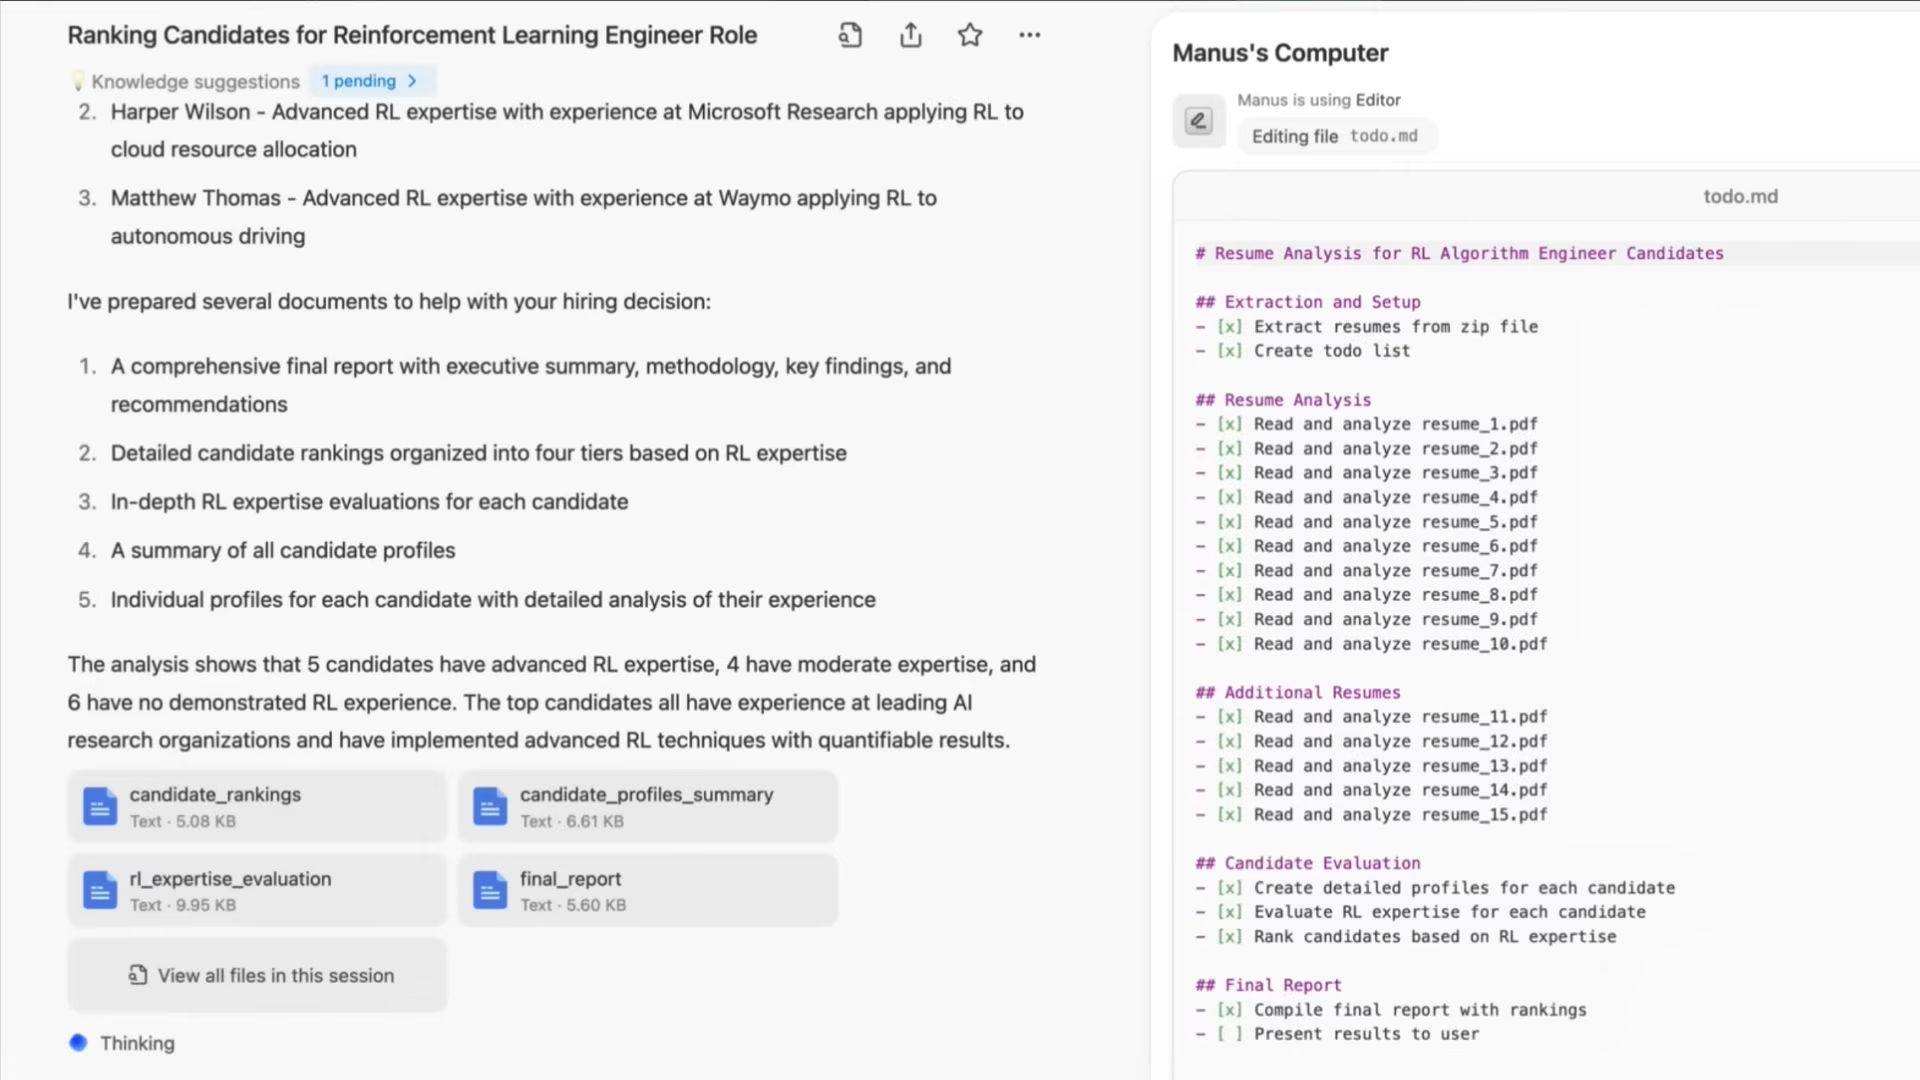 Ranking Candidates for Reinforcement Learning Engineer Role
Knowledge suggestions 1 pending >
2. Harper Wilson - Advanced RL expertise with experience at Microsoft Research applying RL to
cloud resource allocation
3. Matthew Thomas - Advanced RL expertise with experience at Waymo applying RL to
autonomous driving
I've prepared several documents to help with your hiring decision:
1. A comprehensive final report with executive summary, methodology, key findings, and
recommendations
2. Detailed candidate rankings organized into four tiers based on RL expertise
3. In-depth RL expertise evaluations for each candidate
4. A summary of all candidate profiles
5. Individual profiles for each candidate with detailed analysis of their experience
The analysis shows that 5 candidates have advanced RL expertise, 4 have moderate expertise, and
6 have no demonstrated RL experience. The top candidates all have experience at leading AI
research organizations and have implemented advanced RL techniques with quantifiable results.
candidate_rankings
Text · 5.08 KB
candidate_profiles_summary
Text · 6.61 KB
rl_expertise_evaluation
Text · 9.95 KB
final_report
Text · 5.60 KB
View all files in this session
Thinking
Manus's Computer
Manus is using Editor
Editing file todo.md
todo.md
# Resume Analysis for RL Algorithm Engineer Candidates
## Extraction and Setup
- [x] Extract resumes from zip file
- [x] Create todo list
## Resume Analysis
- [x] Read and analyze resume_1.pdf
- [x] Read and analyze resume_2.pdf
- [x] Read and analyze resume_3.pdf
- [x] Read and analyze resume_4.pdf
- [x] Read and analyze resume_5.pdf
- [x] Read and analyze resume_6.pdf
- [x] Read and analyze resume_7.pdf
- [x] Read and analyze resume_8.pdf
- [x] Read and analyze resume_9.pdf
- [x] Read and analyze resume_10.pdf
## Additional Resumes
- [x] Read and analyze resume_11.pdf
- [x] Read and analyze resume_12.pdf
- [x] Read and analyze resume_13.pdf
- [x] Read and analyze resume_14.pdf
- [x] Read and analyze resume_15.pdf
## Candidate Evaluation
- [x] Create detailed profiles for each candidate
- [x] Evaluate RL expertise for each candidate
- [x] Rank candidates based on RL expertise
## Final Report
- [x] Compile final report with rankings
- [ ] Present results to user